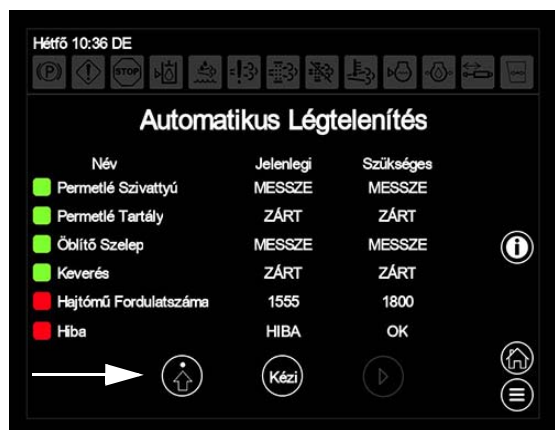 Hétfő 10:36 DE
STOP
Automatikus Légtelenítés
Név Jelenlegi Szükséges
Permetlé Szivattyú MESSZE MESSZE
Permetlé Tartály ZÁRT ZÁRT
Öblítő Szelep MESSZE MESSZE
Keverés ZÁRT ZÁRT
Hajtómű Fordulatszáma 1555 1800
Hiba HIBA OK
Kézi